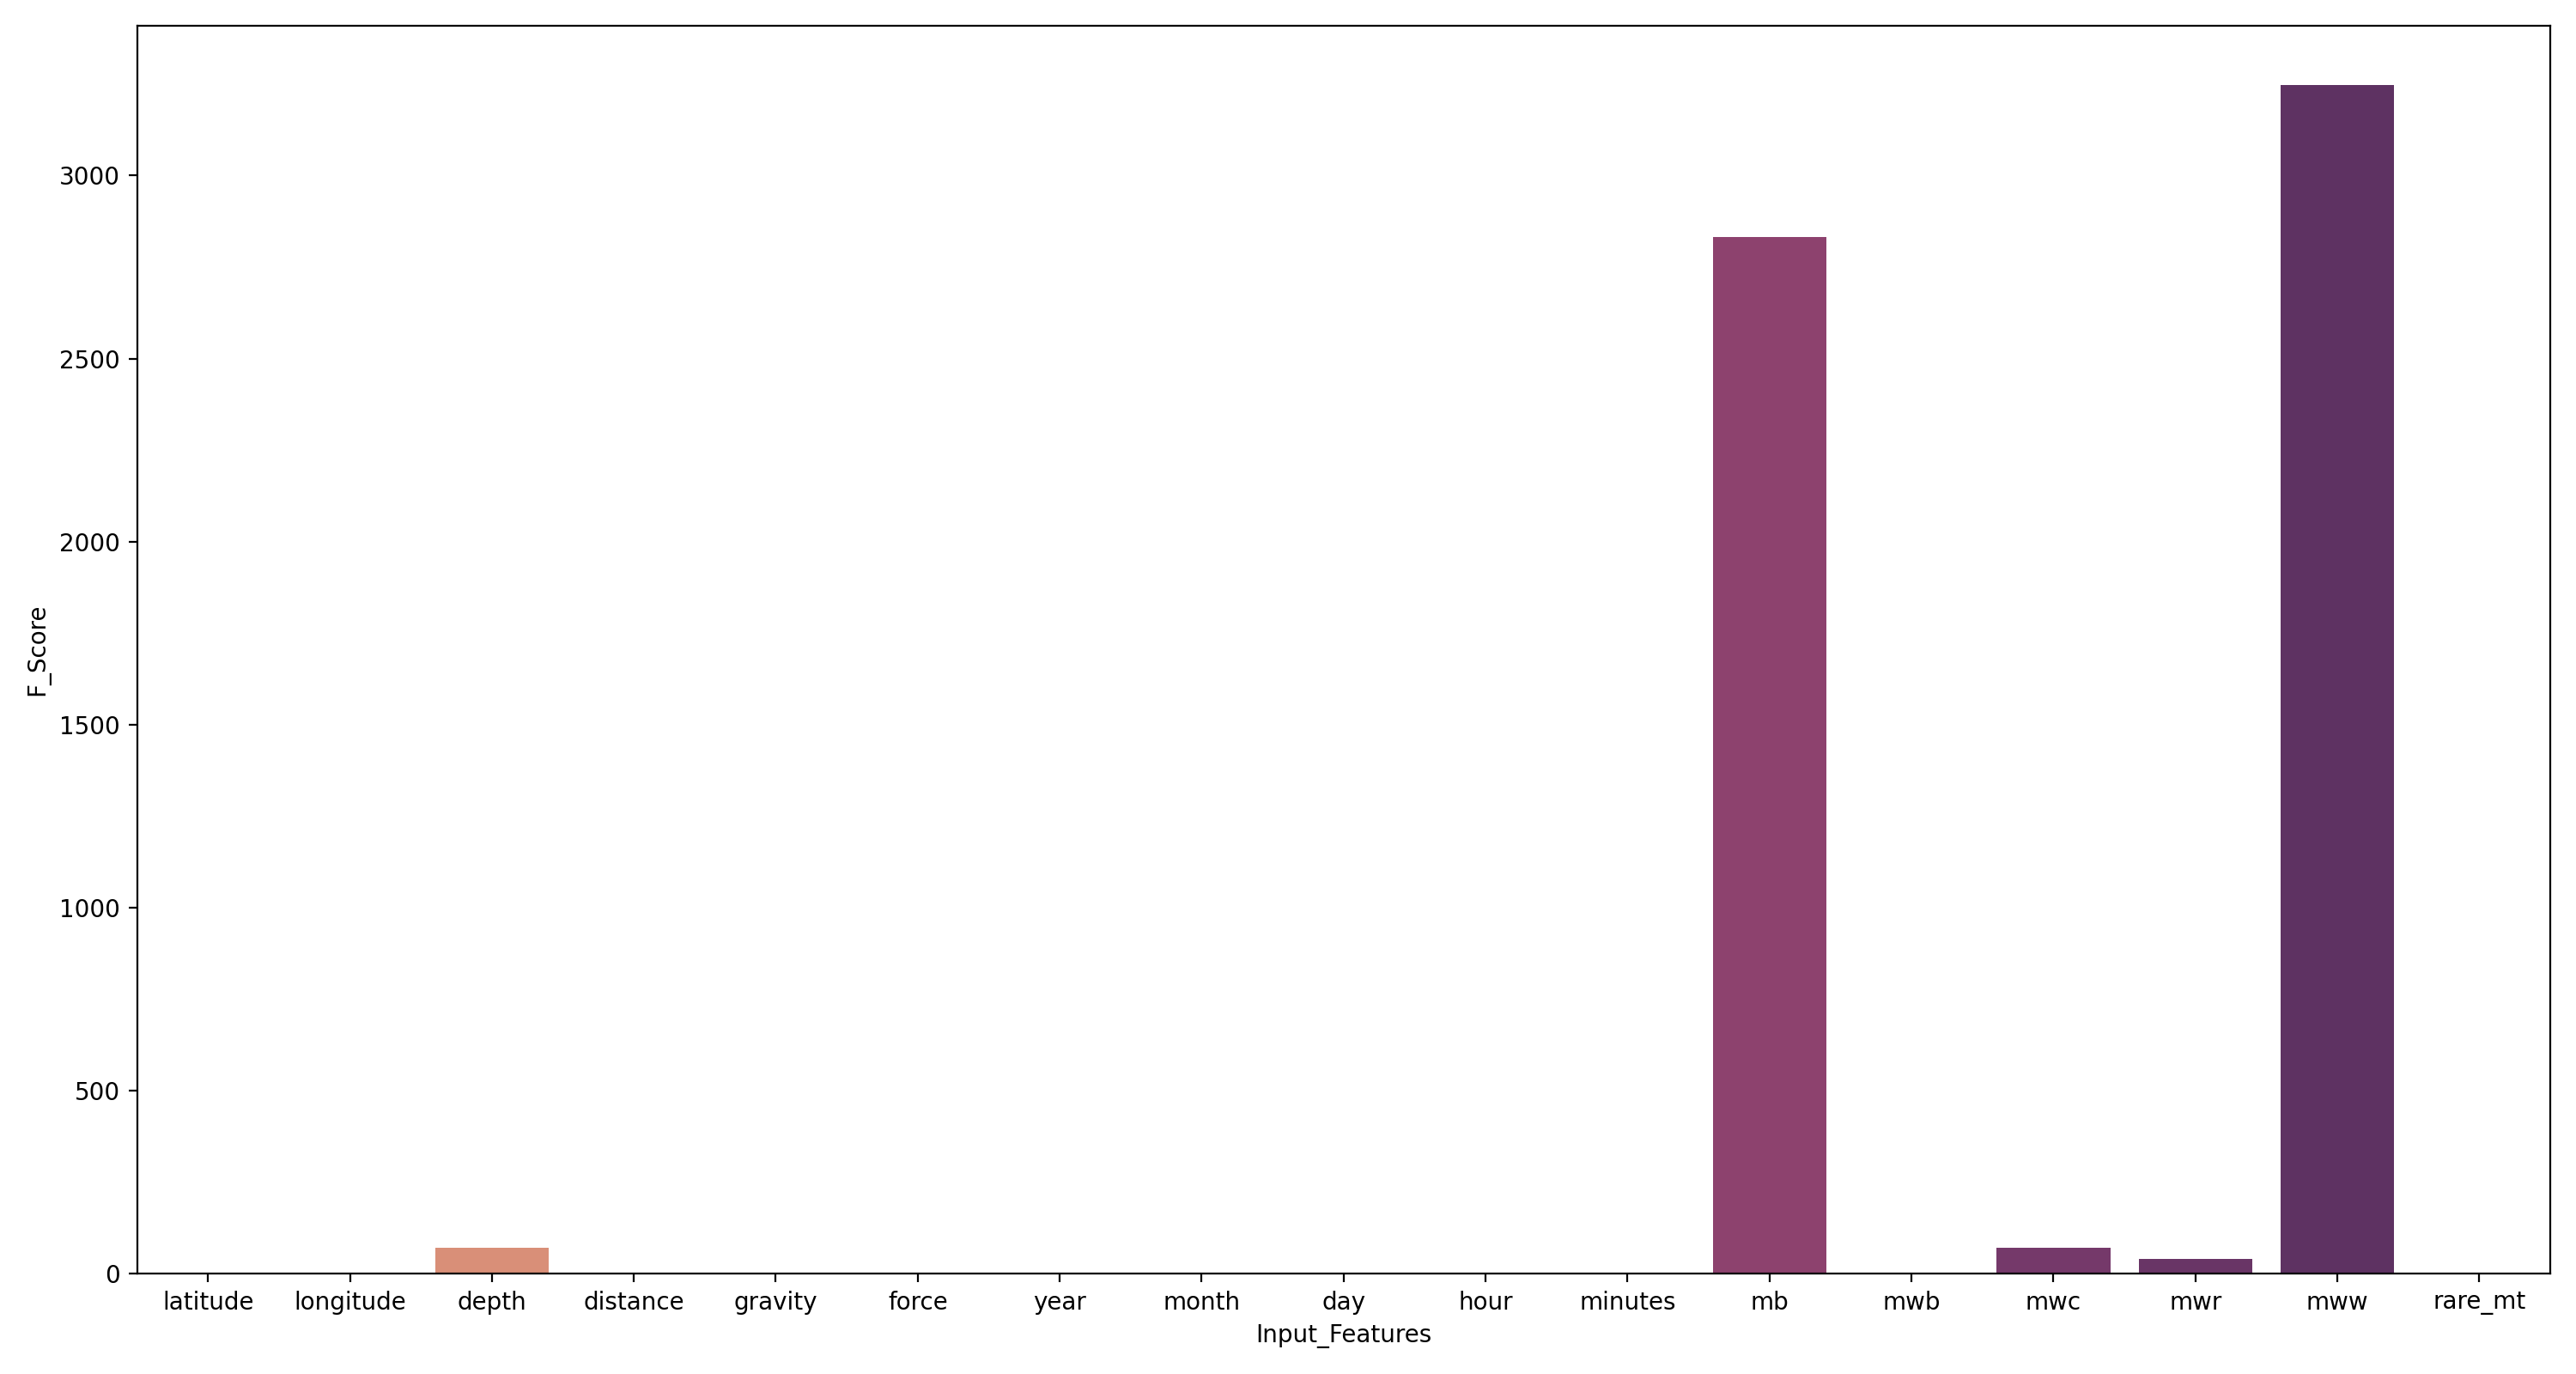 3000
2500
2000
1500
1000
500
0
F_Score
latitude longitude depth distance gravity force year month day hour minutes mb mwb mwc mwr mww rare_mt
Input_Features